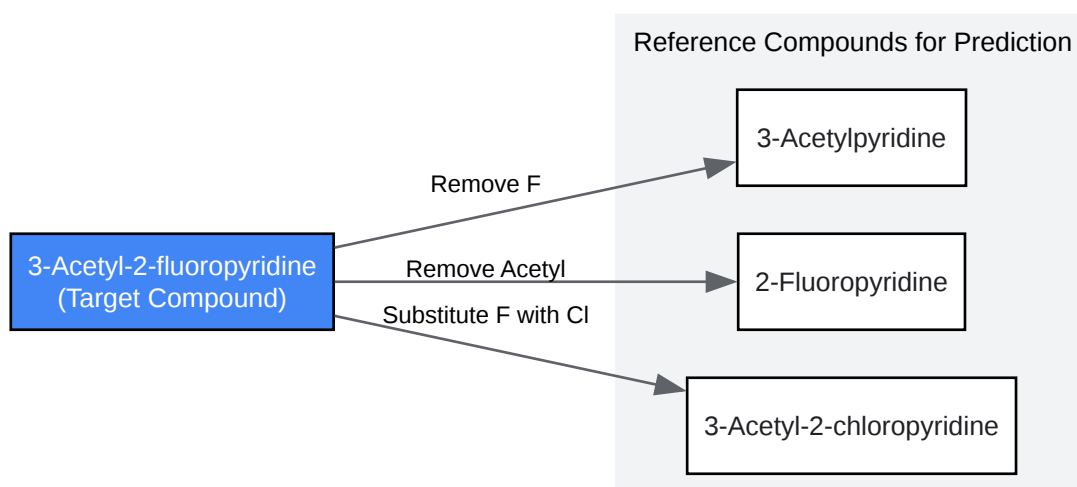 Reference Compounds for Prediction
3-Acetylpyridine
Remove F
3-Acetyl-2-fluoropyridine
(Target Compound)
Remove Acetyl
2-Fluoropyridine
Substitute F with Cl
3-Acetyl-2-chloropyridine